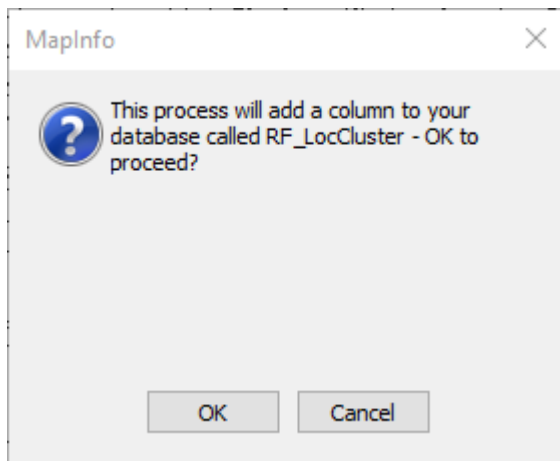 MapInfo
This process will add a column to your
database called RF_LocCluster - OK to
proceed?
OK
Cancel